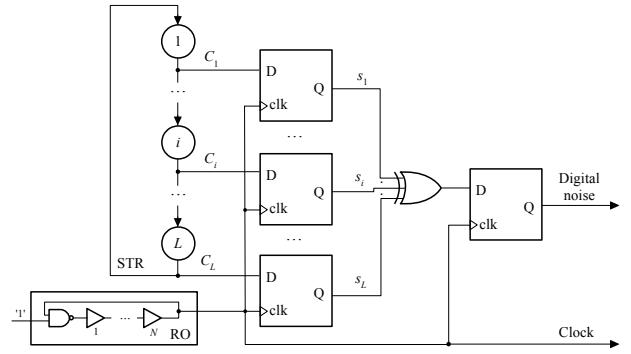 1
C1
D
Q
clk
s1
...
...
i
Ci
D
Q
clk
si
...
...
Digital
noise
D
Q
clk
L
STR
CL
D
Q
clk
sL
'1'
1
...
N
RO
Clock